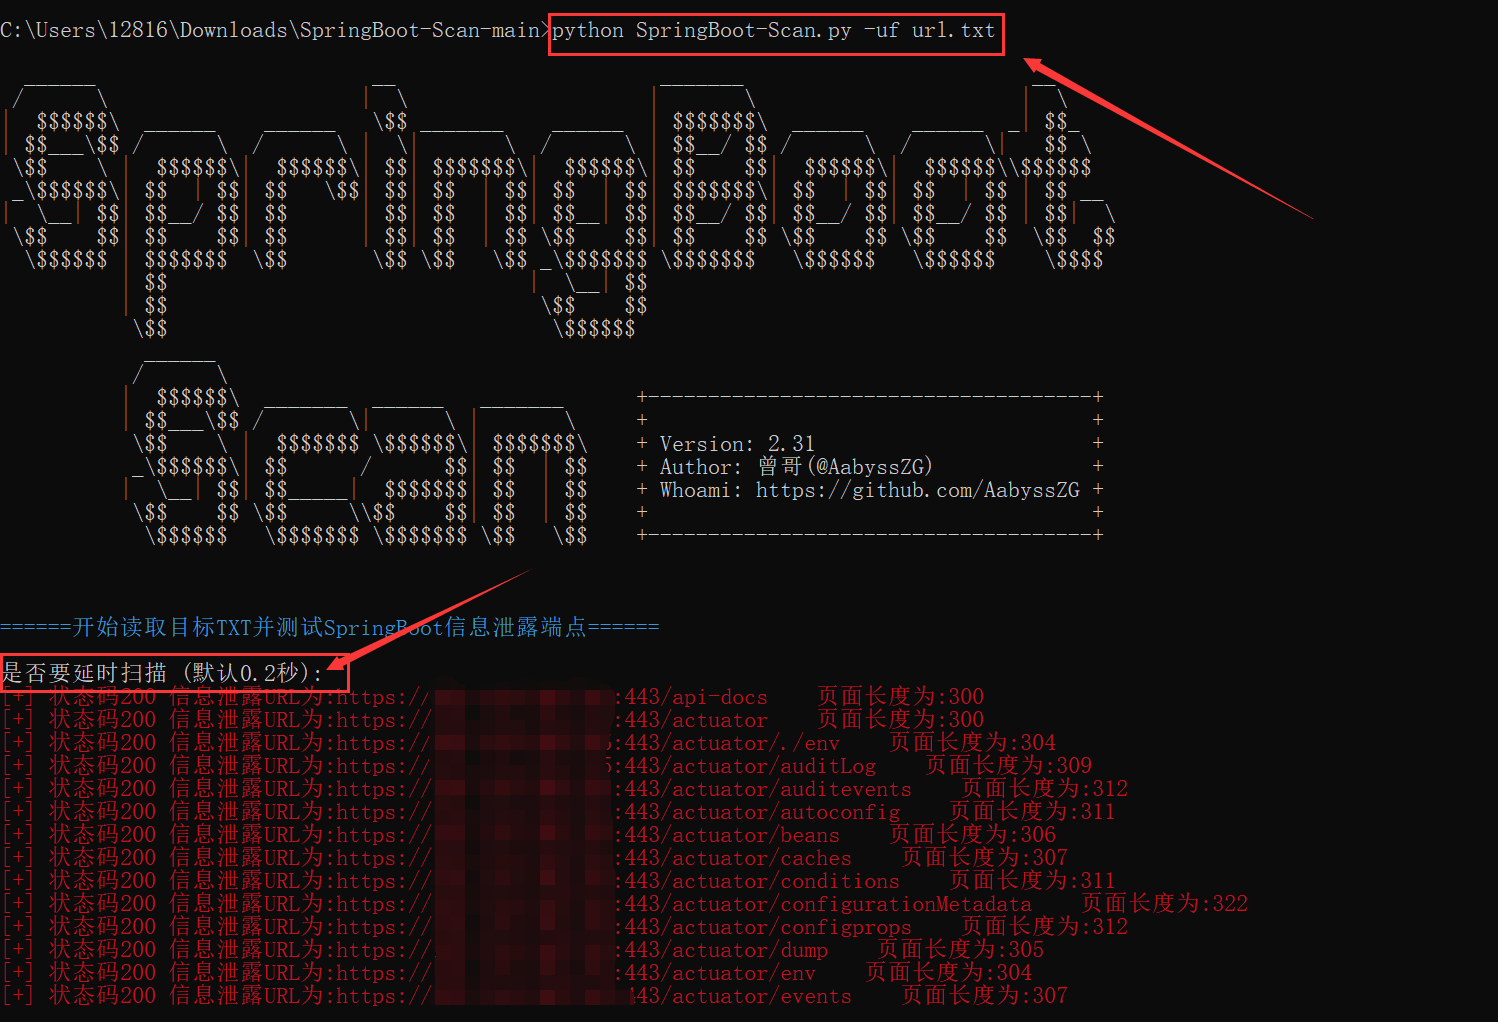 C:\Users\12816\Downloads\SpringBoot-Scan-main>python SpringBoot-Scan.py -uf url.txt
SpringBoot
Scan
+-------------------------------------+
+ +
+ Version: 2.31 +
+ Author: 曾哥(@AabyssZG) +
+ Whoami: https://github.com/AabyssZG +
+ +
+-------------------------------------+
======开始读取目标TXT并测试SpringBoot信息泄露端点======
是否要延时扫描 (默认0.2秒):
[+] 状态码200 信息泄露URL为:https:// :443/api-docs 页面长度为:300
[+] 状态码200 信息泄露URL为:https:// :443/actuator 页面长度为:300
[+] 状态码200 信息泄露URL为:https:// :443/actuator/./env 页面长度为:304
[+] 状态码200 信息泄露URL为:https:// :443/actuator/auditLog 页面长度为:309
[+] 状态码200 信息泄露URL为:https:// :443/actuator/auditevents 页面长度为:312
[+] 状态码200 信息泄露URL为:https:// :443/actuator/autoconfig 页面长度为:311
[+] 状态码200 信息泄露URL为:https:// :443/actuator/beans 页面长度为:306
[+] 状态码200 信息泄露URL为:https:// :443/actuator/caches 页面长度为:307
[+] 状态码200 信息泄露URL为:https:// :443/actuator/conditions 页面长度为:311
[+] 状态码200 信息泄露URL为:https:// :443/actuator/configurationMetadata 页面长度为:322
[+] 状态码200 信息泄露URL为:https:// :443/actuator/configprops 页面长度为:312
[+] 状态码200 信息泄露URL为:https:// :443/actuator/dump 页面长度为:305
[+] 状态码200 信息泄露URL为:https:// :443/actuator/env 页面长度为:304
[+] 状态码200 信息泄露URL为:https:// 443/actuator/events 页面长度为:307